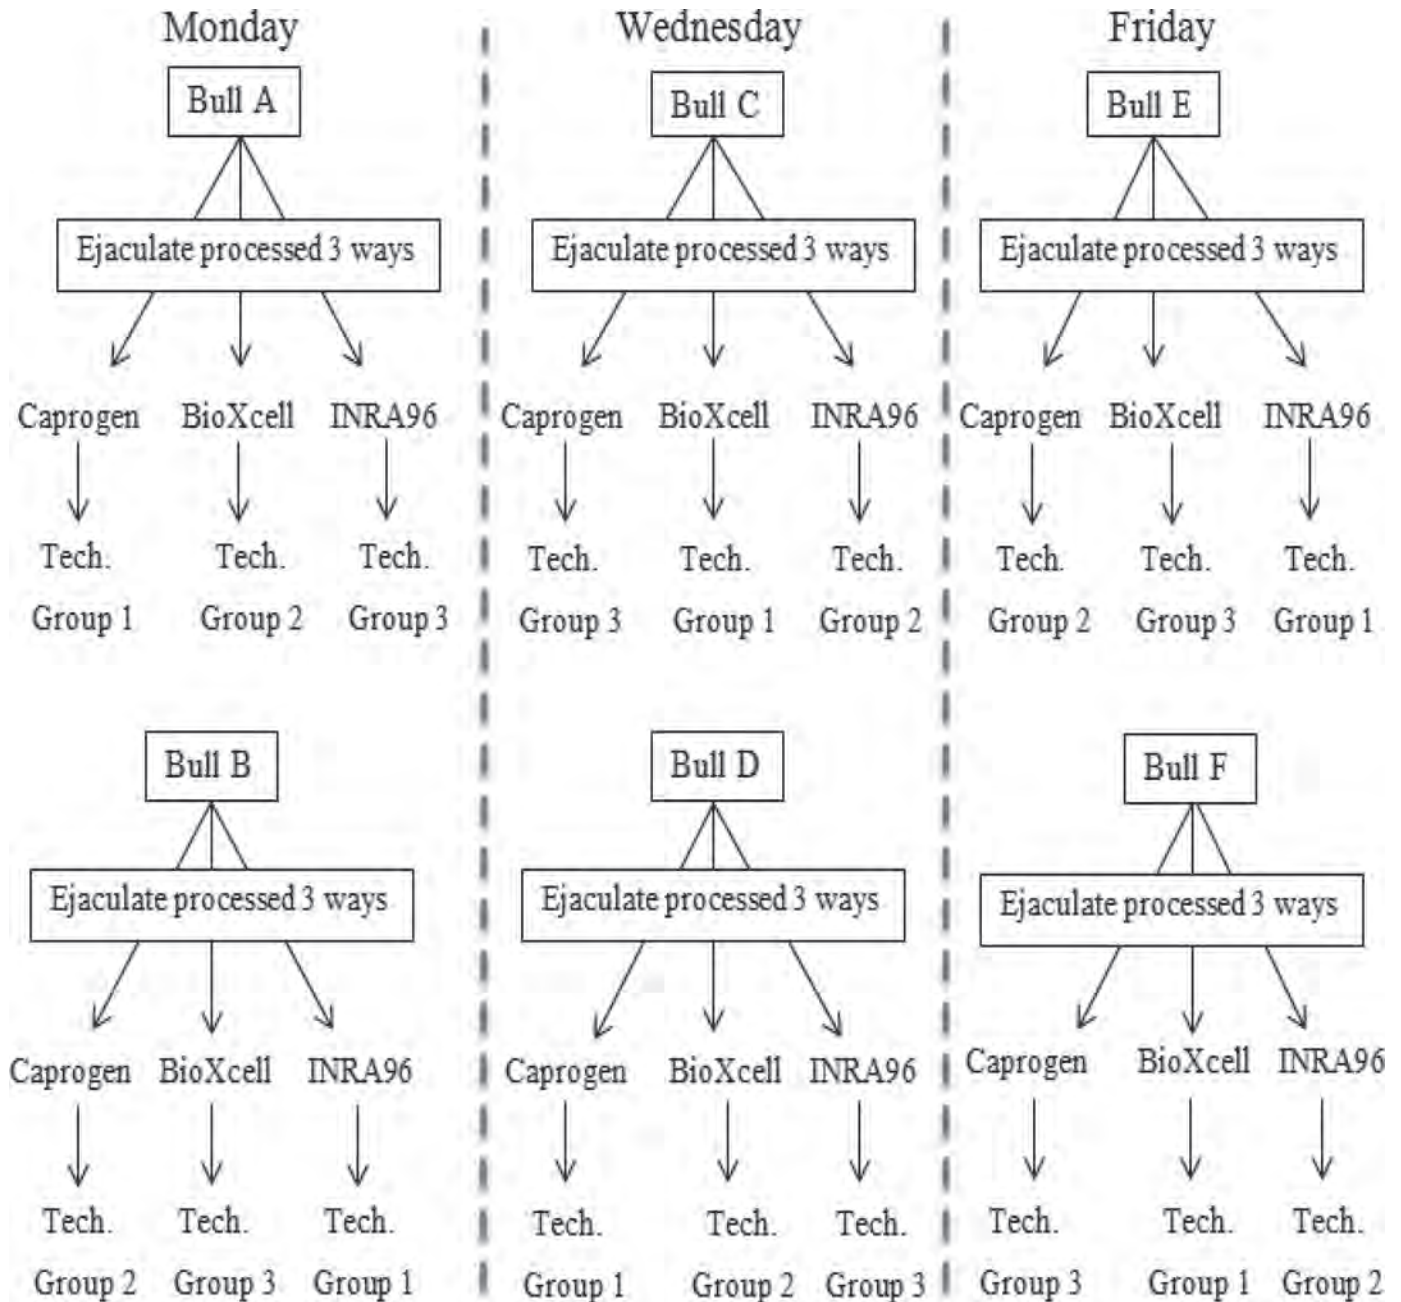 Monday Wednesday Friday
Bull A Bull C Bull E
Ejaculate processed 3 ways Ejaculate processed 3 ways Ejaculate processed 3 ways
Caprogen BioXcell INRA96 Caprogen BioXcell INRA96 Caprogen BioXcell INRA96
Tech. Tech. Tech. Tech. Tech. Tech. Tech. Tech. Tech.
Group 1 Group 2 Group 3 Group 3 Group 1 Group 2 Group 2 Group 3 Group 1
Bull B Bull D Bull F
Ejaculate processed 3 ways Ejaculate processed 3 ways Ejaculate processed 3 ways
Caprogen BioXcell INRA96 Caprogen BioXcell INRA96 Caprogen BioXcell INRA96
Tech. Tech. Tech. Tech. Tech. Tech. Tech. Tech. Tech.
Group 2 Group 3 Group 1 Group 1 Group 2 Group 3 Group 3 Group 1 Group 2